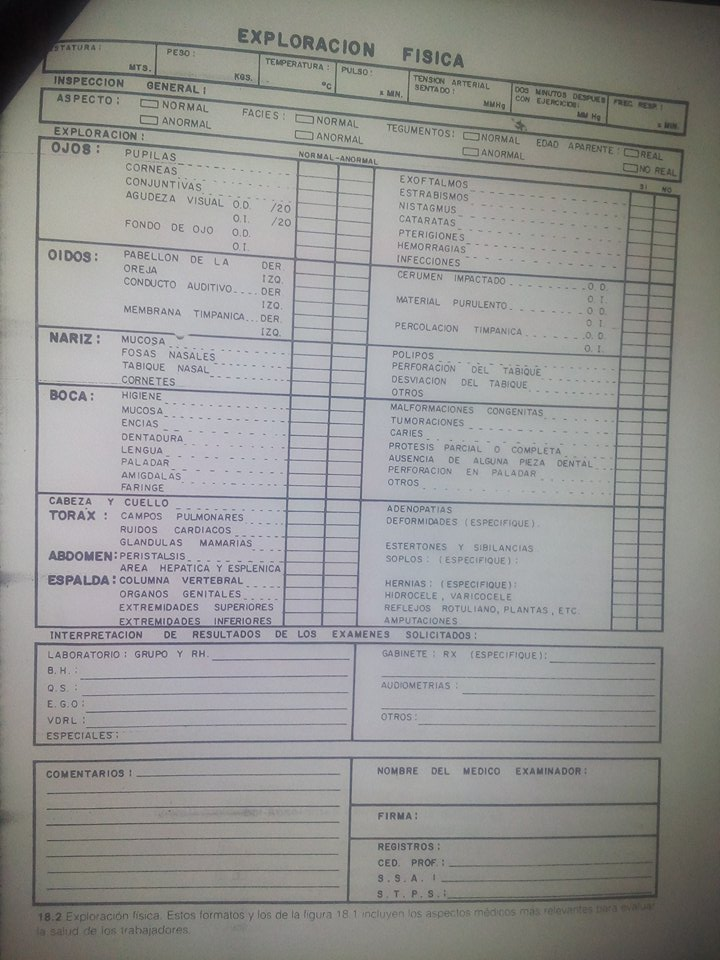 EXPLORACION FISICA
ESTATURA: MTS.
PESO: KGS.
TEMPERATURA: °C
PULSO: x MIN.
TENSION ARTERIAL SENTADO: MMHg
DOS MINUTOS DESPUES CON EJERCICIO: MM Hg
FREC. RESP.: x MIN.
INSPECCION GENERAL:
ASPECTO: NORMAL
ANORMAL
FACIES: NORMAL
ANORMAL
TEGUMENTOS: NORMAL
ANORMAL
EDAD APARENTE: REAL
NO REAL
EXPLORACION:
NORMAL-ANORMAL
SI NO
OJOS: PUPILAS
CORNEAS
CONJUNTIVAS
AGUDEZA VISUAL O.D. /20
O.I. /20
FONDO DE OJO O.D.
O.I.
EXOFTALMOS
ESTRABISMOS
NISTAGMUS
CATARATAS
PTERIGIONES
HEMORRAGIAS
INFECCIONES
OIDOS: PABELLON DE LA DER
OREJA IZQ.
CONDUCTO AUDITIVO DER.
IZQ.
MEMBRANA TIMPANICA DER.
IZQ.
CERUMEN IMPACTADO O. D.
O. I.
MATERIAL PURULENTO O. D.
O. I.
PERCOLACION TIMPANICA O. D.
O. I.
NARIZ: MUCOSA
FOSAS NASALES
TABIQUE NASAL
CORNETES
POLIPOS
PERFORACION DEL TABIQUE
DESVIACION DEL TABIQUE
OTROS
BOCA: HIGIENE
MUCOSA
ENCIAS
DENTADURA
LENGUA
PALADAR
AMIGDALAS
FARINGE
MALFORMACIONES CONGENITAS
TUMORACIONES
CARIES
PROTESIS PARCIAL O COMPLETA
AUSENCIA DE ALGUNA PIEZA DENTAL
PERFORACION EN PALADAR
OTROS
CABEZA Y CUELLO
TORAX: CAMPOS PULMONARES
RUIDOS CARDIACOS
GLANDULAS MAMARIAS
ABDOMEN: PERISTALSIS
AREA HEPATICA Y ESPLENICA
ESPALDA: COLUMNA VERTEBRAL
ORGANOS GENITALES
EXTREMIDADES SUPERIORES
EXTREMIDADES INFERIORES
ADENOPATIAS
DEFORMIDADES (ESPECIFIQUE).
ESTERTONES Y SIBILANCIAS
SOPLOS: (ESPECIFIQUE):
HERNIAS: (ESPECIFIQUE):
HIDROCELE, VARICOCELE
REFLEJOS ROTULIANO, PLANTAS, ETC.
AMPUTACIONES
INTERPRETACION DE RESULTADOS DE LOS EXAMENES SOLICITADOS:
LABORATORIO: GRUPO Y RH.
B.H.:
Q.S.:
E.G.O:
VDRL:
ESPECIALES:
GABINETE: RX (ESPECIFIQUE):
AUDIOMETRIAS:
OTROS:
COMENTARIOS:
NOMBRE DEL MEDICO EXAMINADOR:
FIRMA:
REGISTROS:
CED. PROF.:
S.S.A.:
S.T.P.S.:
18.2 Exploración física. Estos formatos y los de la figura 18.1 incluyen los aspectos médicos más relevantes para evaluar
la salud de los trabajadores.